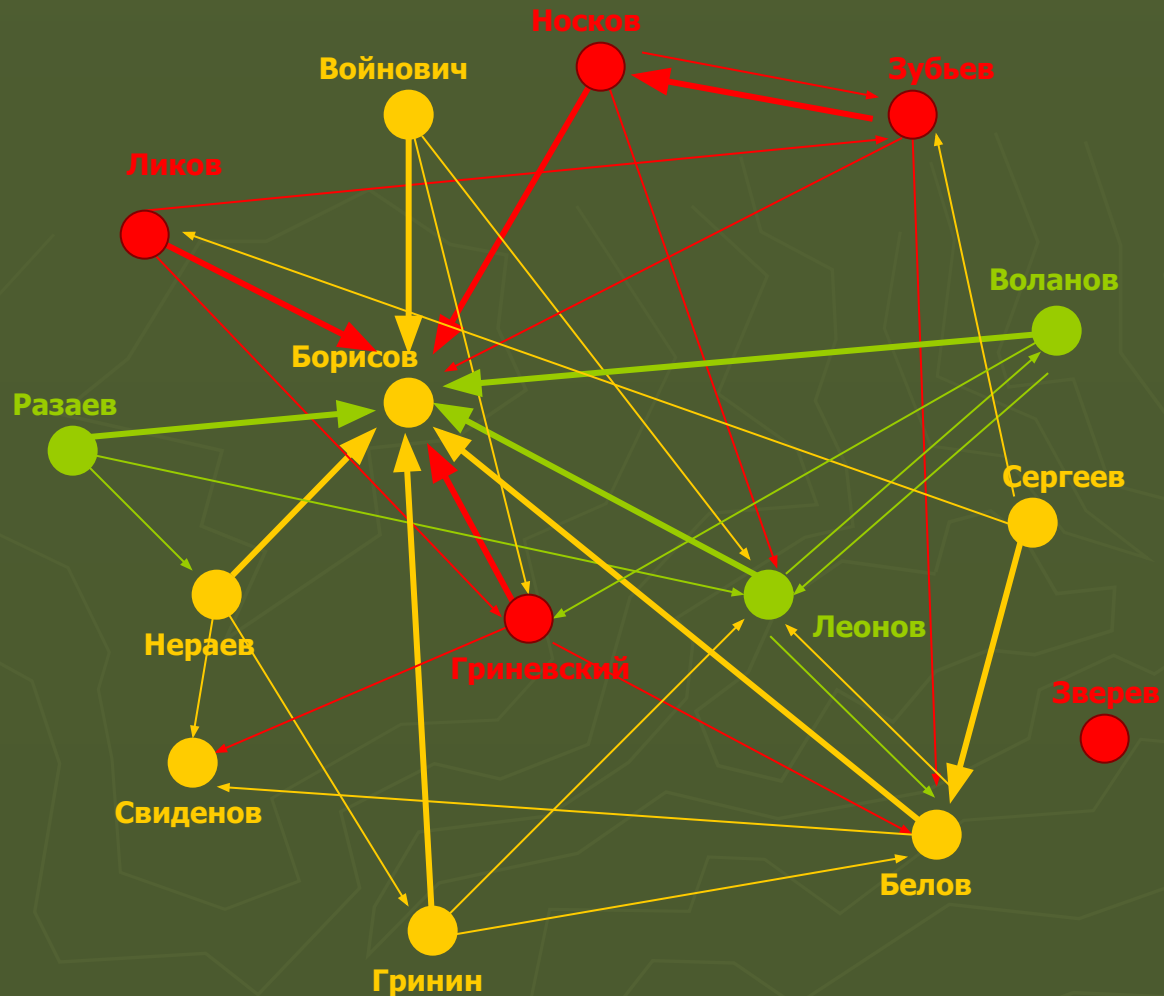 Носков
Войнович
Зубьев
Ликов
Воланов
Борисов
Разаев
Сергеев
Леонов
Нераев
Гриневский
Зверев
Свиденов
Белов
Гринин